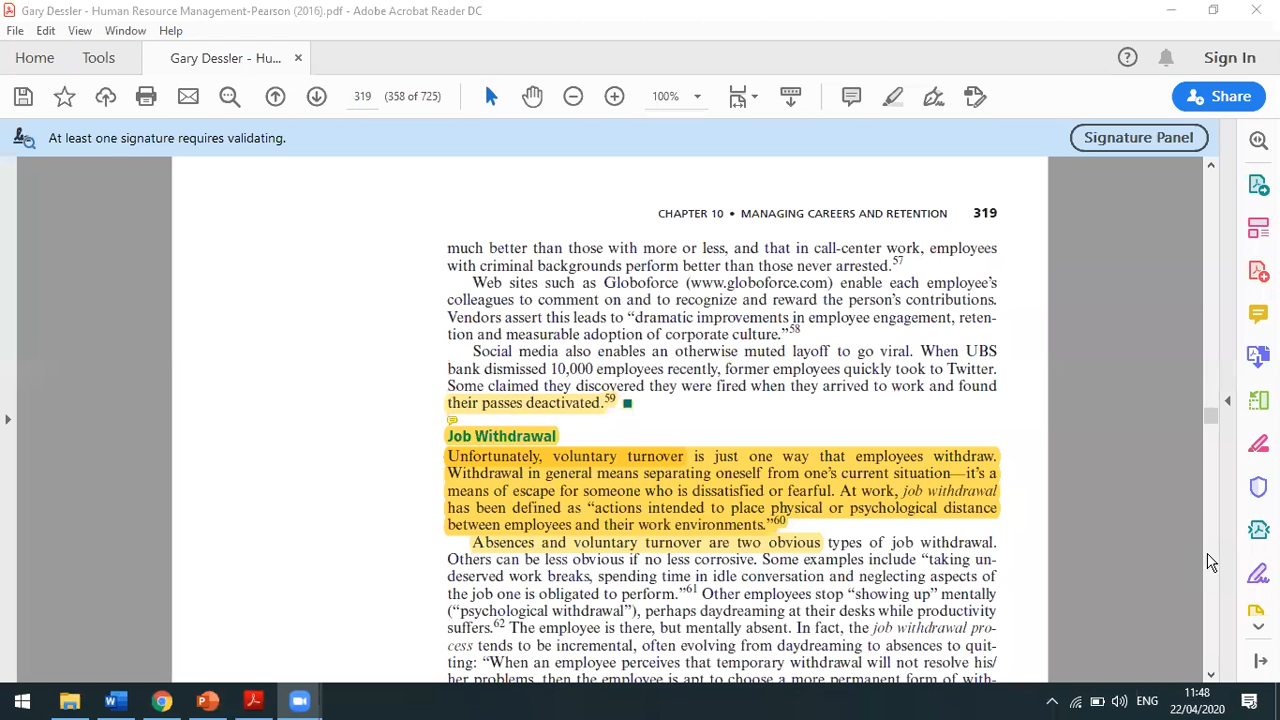 Gary Dessler - Human Resource Management-Pearson (2016).pdf - Adobe Acrobat Reader DC
File Edit View Window Help
Home Tools Gary Dessler - Hu... × Sign In
319 (358 of 725) 100% Share
At least one signature requires validating. Signature Panel
CHAPTER 10 • MANAGING CAREERS AND RETENTION 319
much better than those with more or less, and that in call-center work, employees
with criminal backgrounds perform better than those never arrested.57
Web sites such as Globoforce (www.globoforce.com) enable each employee's
colleagues to comment on and to recognize and reward the person's contributions.
Vendors assert this leads to “dramatic improvements in employee engagement, reten-
tion and measurable adoption of corporate culture.”58
Social media also enables an otherwise muted layoff to go viral. When UBS
bank dismissed 10,000 employees recently, former employees quickly took to Twitter.
Some claimed they discovered they were fired when they arrived to work and found
their passes deactivated.59
Job Withdrawal
Unfortunately, voluntary turnover is just one way that employees withdraw.
Withdrawal in general means separating oneself from one's current situation—it's a
means of escape for someone who is dissatisfied or fearful. At work, job withdrawal
has been defined as “actions intended to place physical or psychological distance
between employees and their work environments.”60
Absences and voluntary turnover are two obvious types of job withdrawal.
Others can be less obvious if no less corrosive. Some examples include “taking un-
deserved work breaks, spending time in idle conversation and neglecting aspects of
the job one is obligated to perform.”61 Other employees stop “showing up” mentally
(“psychological withdrawal”), perhaps daydreaming at their desks while productivity
suffers.62 The employee is there, but mentally absent. In fact, the job withdrawal pro-
cess tends to be incremental, often evolving from daydreaming to absences to quit-
ting: “When an employee perceives that temporary withdrawal will not resolve his/
her problems, then the employee is apt to choose a more permanent form of with-
ENG 11:48
22/04/2020